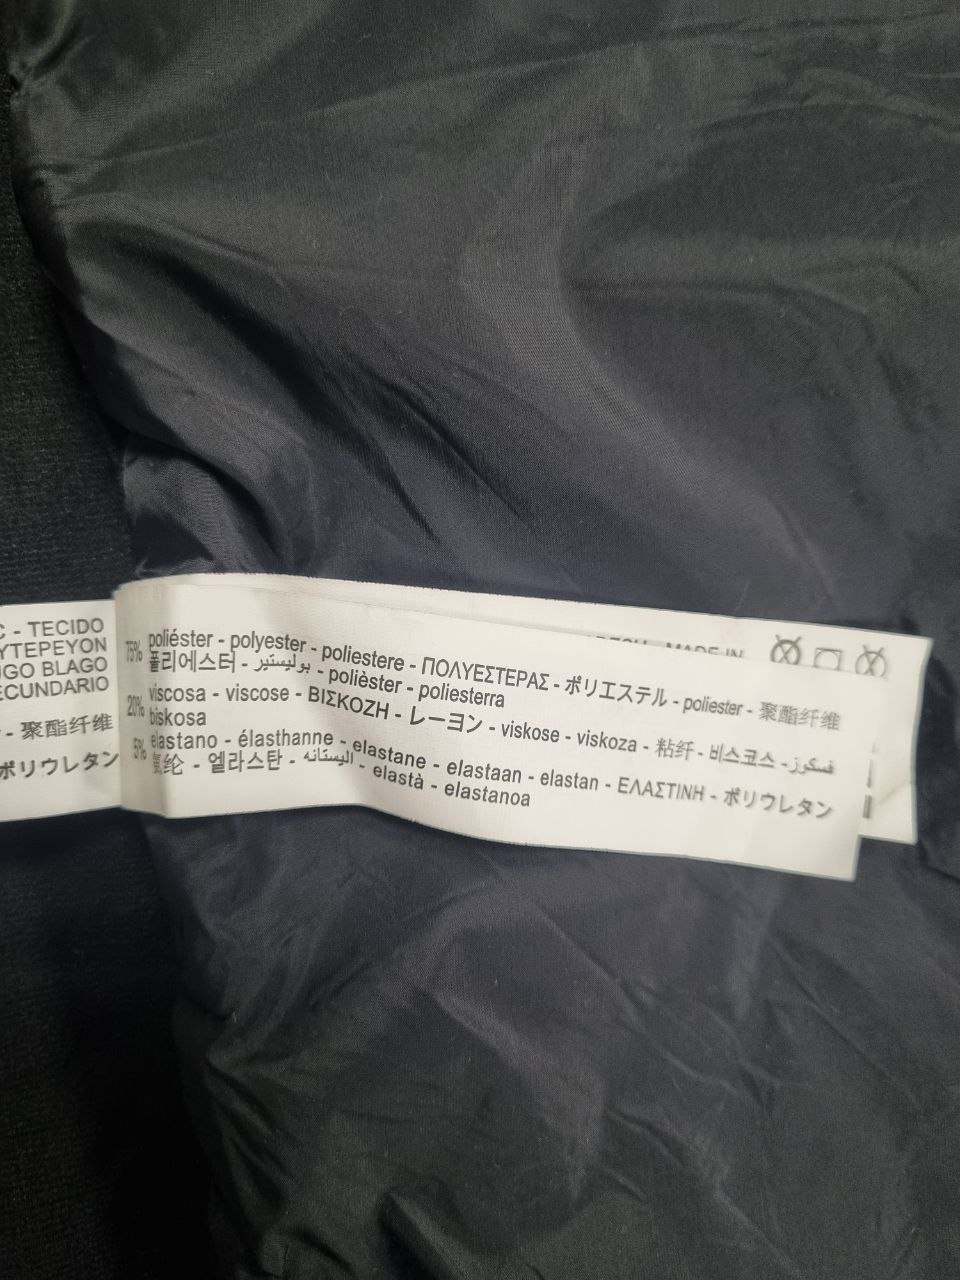 C - TECIDO
YTEPEYON
UGO BLAGO
ECUNDARIO
- 聚酯纤维
ポリウレタン
MADE IN
75% poliéster - polyester - poliestere - ΠΟΛΥΕΣΤΕΡΑΣ - ポリエステル - poliester - 聚酯纤维
폴리에스터 - بوليستير - polièster - poliesterra
20% viscosa - viscose - ΒΙΣΚΟΖΗ - レーヨン - viskose - viskoza - 粘纤 - 비스코스 - فسكوز -
biskosa
5% elastano - élasthanne - elastane - elastaan - elastan - ΕΛΑΣΤΙΝΗ - ポリウレタン
氨纶 - 엘라스탄 - اليستانه - elastà - elastanoa